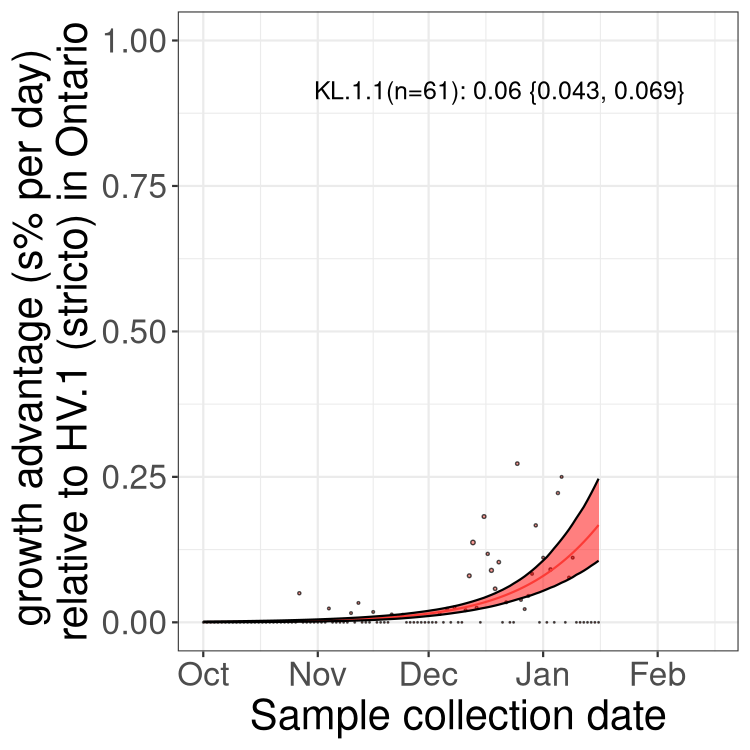 growth advantage (s% per day)
relative to HV.1 (stricto) in Ontario
1.00
0.75
0.50
0.25
0.00
KL.1.1(n=61): 0.06 {0.043, 0.069}
Oct Nov Dec Jan Feb
Sample collection date